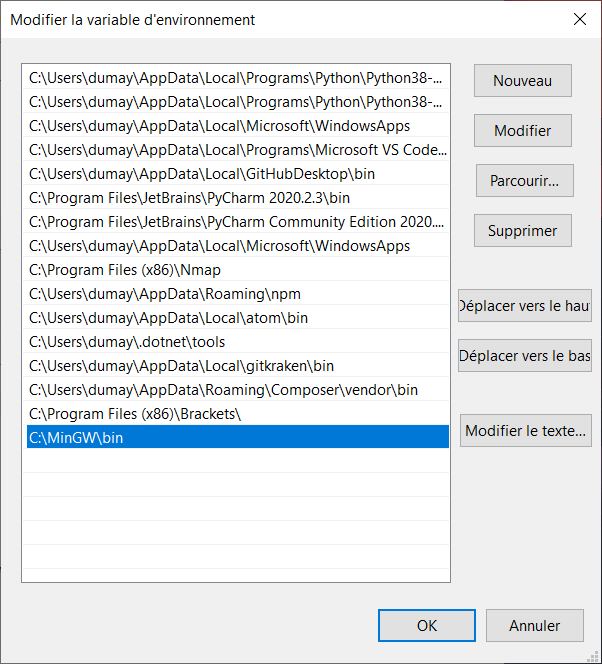 Modifier la variable d'environnement
C:\Users\dumay\AppData\Local\Programs\Python\Python38-...
C:\Users\dumay\AppData\Local\Programs\Python\Python38-...
C:\Users\dumay\AppData\Local\Microsoft\WindowsApps
C:\Users\dumay\AppData\Local\Programs\Microsoft VS Code...
C:\Users\dumay\AppData\Local\GitHubDesktop\bin
C:\Program Files\JetBrains\PyCharm 2020.2.3\bin
C:\Program Files\JetBrains\PyCharm Community Edition 2020....
C:\Users\dumay\AppData\Local\Microsoft\WindowsApps
C:\Program Files (x86)\Nmap
C:\Users\dumay\AppData\Roaming\npm
C:\Users\dumay\AppData\Local\atom\bin
C:\Users\dumay\.dotnet\tools
C:\Users\dumay\AppData\Local\gitkraken\bin
C:\Users\dumay\AppData\Roaming\Composer\vendor\bin
C:\Program Files (x86)\Brackets\
C:\MinGW\bin
Nouveau
Modifier
Parcourir...
Supprimer
Déplacer vers le hau
Déplacer vers le bas
Modifier le texte...
OK
Annuler